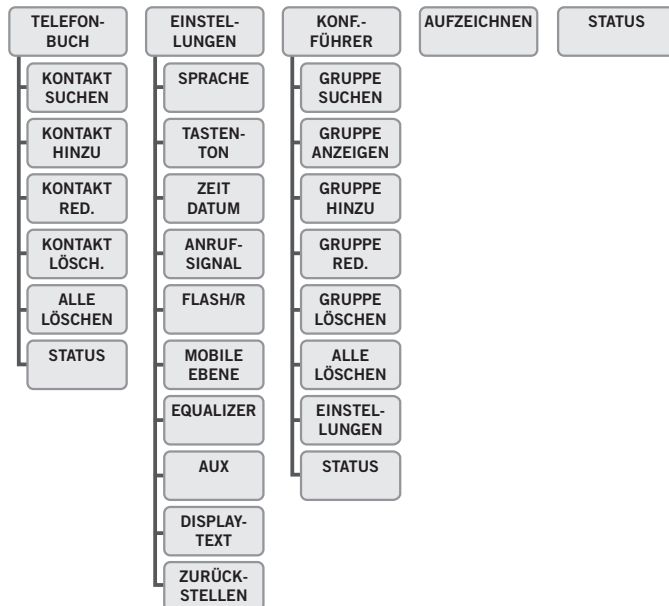 TELEFON-
BUCH
KONTAKT
SUCHEN
KONTAKT
HINZU
KONTAKT
RED.
KONTAKT
LÖSCH.
ALLE
LÖSCHEN
STATUS
EINSTEL-
LUNGEN
SPRACHE
TASTEN-
TON
ZEIT
DATUM
ANRUF-
SIGNAL
FLASH/R
MOBILE
EBENE
EQUALIZER
AUX
DISPLAY-
TEXT
ZURÜCK-
STELLEN
KONF.-
FÜHRER
GRUPPE
SUCHEN
GRUPPE
ANZEIGEN
GRUPPE
HINZU
GRUPPE
RED.
GRUPPE
LÖSCHEN
ALLE
LÖSCHEN
EINSTEL-
LUNGEN
STATUS
AUFZEICHNEN
STATUS